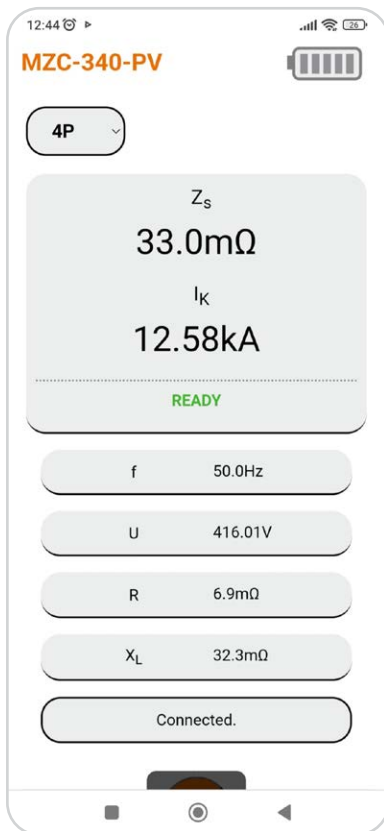 12:44
26
MZC-340-PV
4P
Zs
33.0mΩ
IK
12.58kA
READY
f 50.0Hz
U 416.01V
R 6.9mΩ
XL 32.3mΩ
Connected.